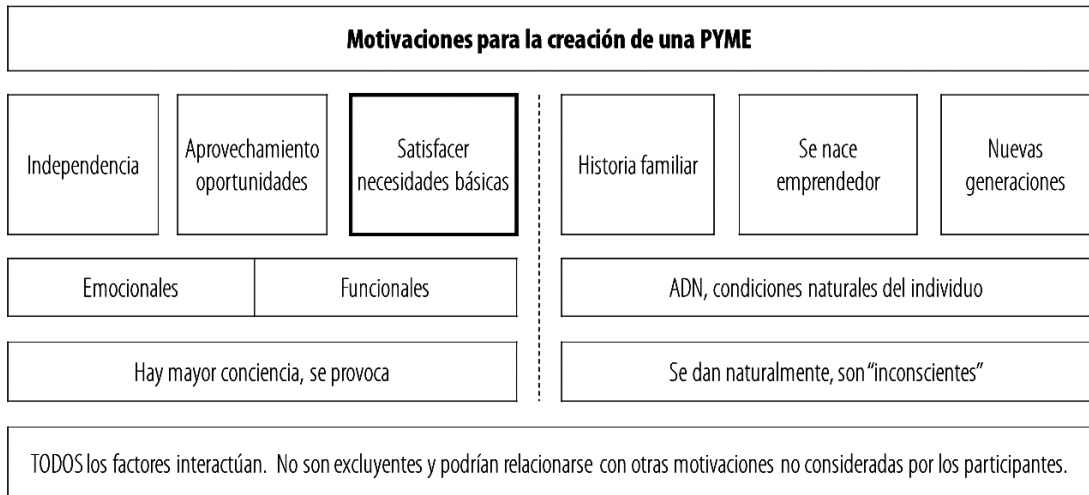 Motivaciones para la creación de una PYME
Independencia
Aprovechamiento
oportunidades
Satisfacer
necesidades básicas
Historia familiar
Se nace
emprendedor
Nuevas
generaciones
Emocionales
Funcionales
ADN, condiciones naturales del individuo
Hay mayor conciencia, se provoca
Se dan naturalmente, son “inconscientes”
TODOS los factores interactúan. No son excluyentes y podrían relacionarse con otras motivaciones no consideradas por los participantes.